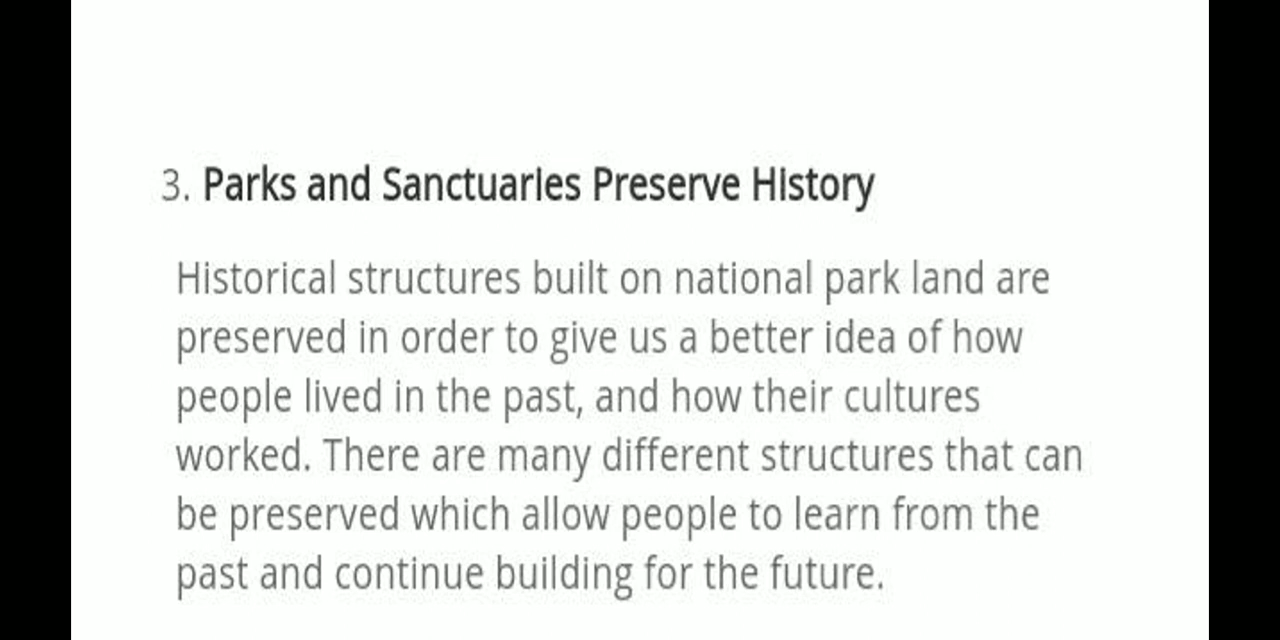 3. Parks and Sanctuaries Preserve History
Historical structures built on national park land are
preserved in order to give us a better idea of how
people lived in the past, and how their cultures
worked. There are many different structures that can
be preserved which allow people to learn from the
past and continue building for the future.